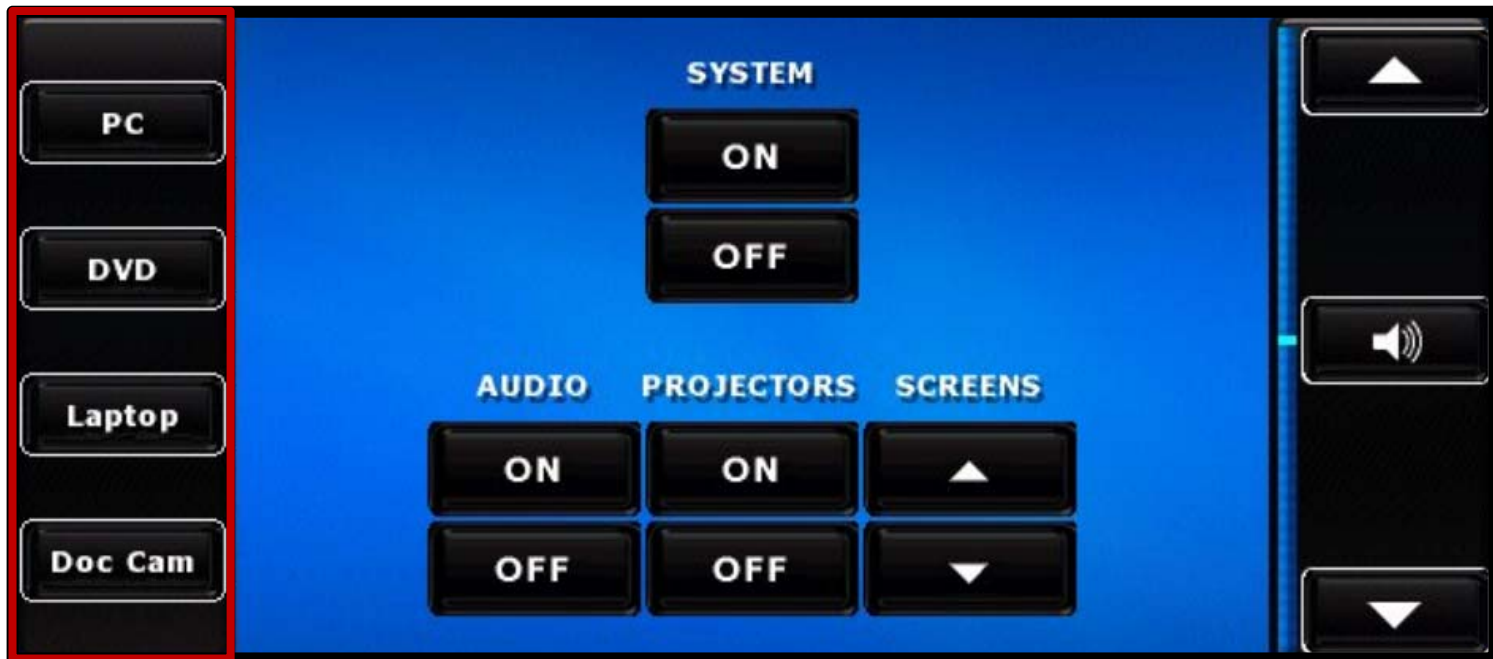 PC
DVD
Laptop
Doc Cam
SYSTEM
ON
OFF
AUDIO PROJECTORS SCREENS
ON ON
OFF OFF